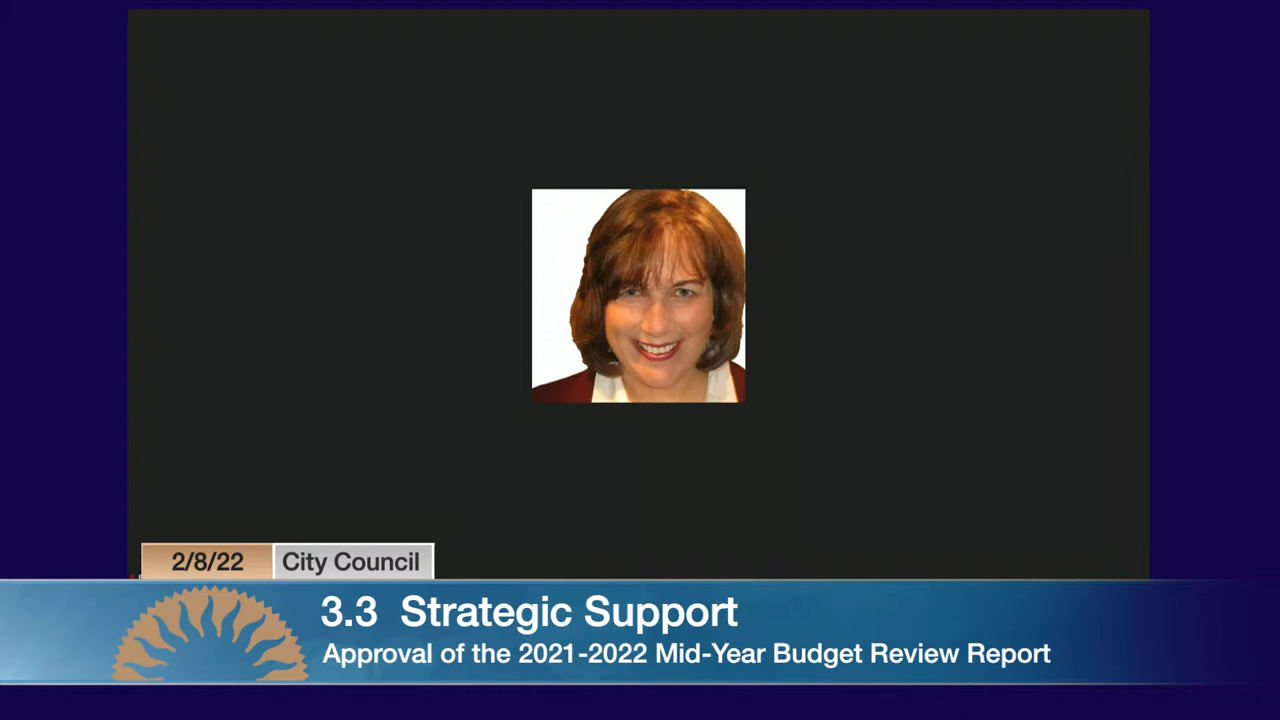 2/8/22 City Council
3.3 Strategic Support
Approval of the 2021-2022 Mid-Year Budget Review Report